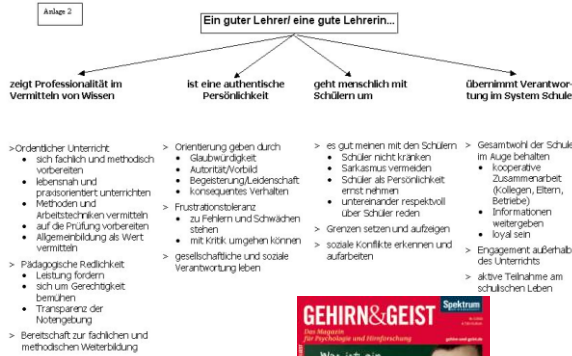 Anlage 2
Ein guter Lehrer/ eine gute Lehrerin...
zeigt Professionalität im
Vermitteln von Wissen
>Ordentlicher Unterricht
• sich fachlich und methodisch
vorbereiten
• lebensnah und
praxisorientiert unterrichten
• Methoden und
Arbeitstechniken vermitteln
• auf die Prüfung vorbereiten
• Allgemeinbildung als Wert
vermitteln
> Pädagogische Redlichkeit
• Leistung fordern
• sich um Gerechtigkeit
bemühen
• Transparenz der
Notengebung
> Bereitschaft zur fachlichen und
methodischen Weiterbildung
ist eine authentische
Persönlichkeit
> Orientierung geben durch
• Glaubwürdigkeit
• Autorität/Vorbild
• Begeisterung/Leidenschaft
• konsequentes Verhalten
> Frustrationstoleranz
• zu Fehlern und Schwächen
stehen
• mit Kritik umgehen können
> gesellschaftliche und soziale
Verantwortung leben
geht menschlich mit
Schülern um
> es gut meinen mit den Schülern
• Schüler nicht kränken
• Sarkasmus vermeiden
• Schüler als Persönlichkeit
ernst nehmen
• untereinander respektvoll
über Schüler reden
> Grenzen setzen und aufzeigen
> soziale Konflikte erkennen und
aufarbeiten
übernimmt Verantwor-
tung im System Schule
> Gesamtwohl der Schule
im Auge behalten
• kooperative
Zusammenarbeit
(Kollegen, Eltern,
Betriebe)
• Informationen
weitergeben
• loyal sein
> Engagement außerhalb
des Unterrichts
> aktive Teilnahme am
schulischen Leben
Spektrum
GEHIRN&GEIST
Das Magazin
für Psychologie und Hirnforschung
Was ist ein